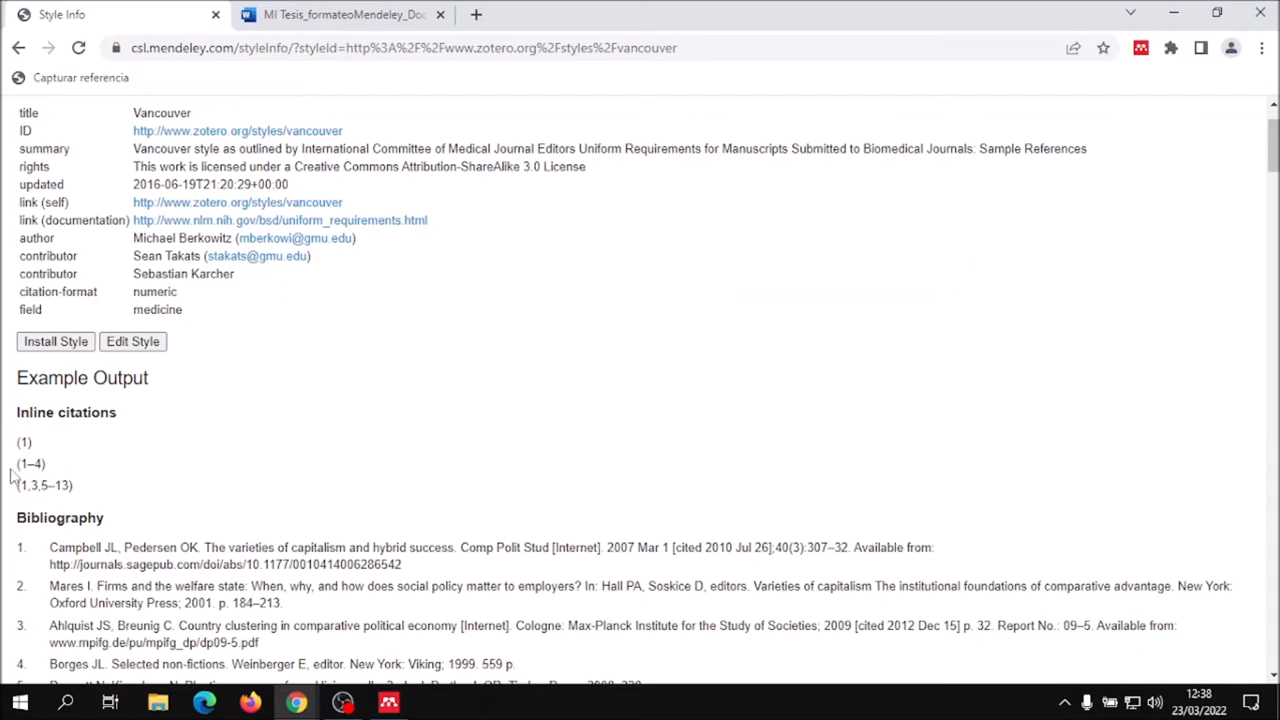 Style Info
MI Tesis_formateoMendeley_Doc
csl.mendeley.com/styleInfo/?styleId=http%3A%2F%2Fwww.zotero.org%2Fstyles%2Fvancouver
Capturar referencia
title Vancouver
ID http://www.zotero.org/styles/vancouver
summary Vancouver style as outlined by International Committee of Medical Journal Editors Uniform Requirements for Manuscripts Submitted to Biomedical Journals: Sample References
rights This work is licensed under a Creative Commons Attribution-ShareAlike 3.0 License
updated 2016-06-19T21:20:29+00:00
link (self) http://www.zotero.org/styles/vancouver
link (documentation) http://www.nlm.nih.gov/bsd/uniform_requirements.html
author Michael Berkowitz (mberkowi@gmu.edu)
contributor Sean Takats (stakats@gmu.edu)
contributor Sebastian Karcher
citation-format numeric
field medicine
Install Style Edit Style
Example Output
Inline citations
(1)
(1–4)
(1,3,5–13)
Bibliography
1. Campbell JL, Pedersen OK. The varieties of capitalism and hybrid success. Comp Polit Stud [Internet]. 2007 Mar 1 [cited 2010 Jul 26];40(3):307–32. Available from:
http://journals.sagepub.com/doi/abs/10.1177/0010414006286542
2. Mares I. Firms and the welfare state: When, why, and how does social policy matter to employers? In: Hall PA, Soskice D, editors. Varieties of capitalism The institutional foundations of comparative advantage. New York:
Oxford University Press; 2001. p. 184–213.
3. Ahlquist JS, Breunig C. Country clustering in comparative political economy [Internet]. Cologne: Max-Planck Institute for the Study of Societies; 2009 [cited 2012 Dec 15] p. 32. Report No.: 09–5. Available from:
www.mpifg.de/pu/mpifg_dp/dp09-5.pdf
4. Borges JL. Selected non-fictions. Weinberger E, editor. New York: Viking; 1999. 559 p.
12:38
23/03/2022